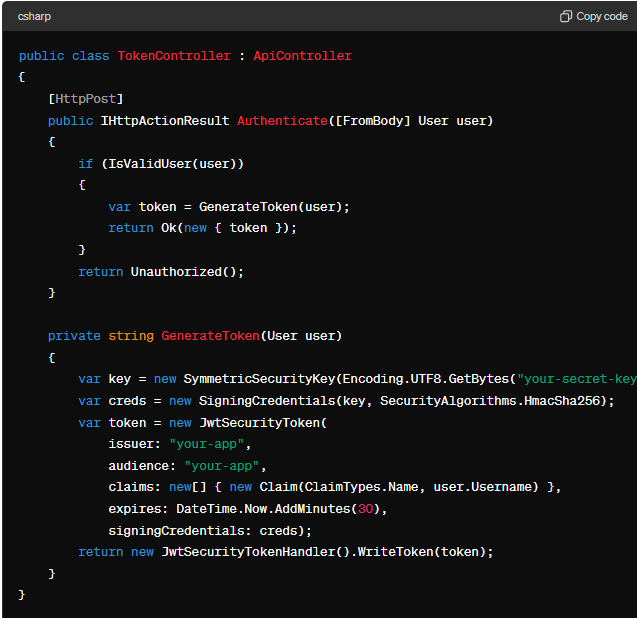 csharp
Copy code
public class TokenController : ApiController
{
    [HttpPost]
    public IHttpActionResult Authenticate([FromBody] User user)
    {
        if (IsValidUser(user))
        {
            var token = GenerateToken(user);
            return Ok(new { token });
        }
        return Unauthorized();
    }

    private string GenerateToken(User user)
    {
        var key = new SymmetricSecurityKey(Encoding.UTF8.GetBytes("your-secret-key
        var creds = new SigningCredentials(key, SecurityAlgorithms.HmacSha256);
        var token = new JwtSecurityToken(
            issuer: "your-app",
            audience: "your-app",
            claims: new[] { new Claim(ClaimTypes.Name, user.Username) },
            expires: DateTime.Now.AddMinutes(30),
            signingCredentials: creds);
        return new JwtSecurityTokenHandler().WriteToken(token);
    }
}